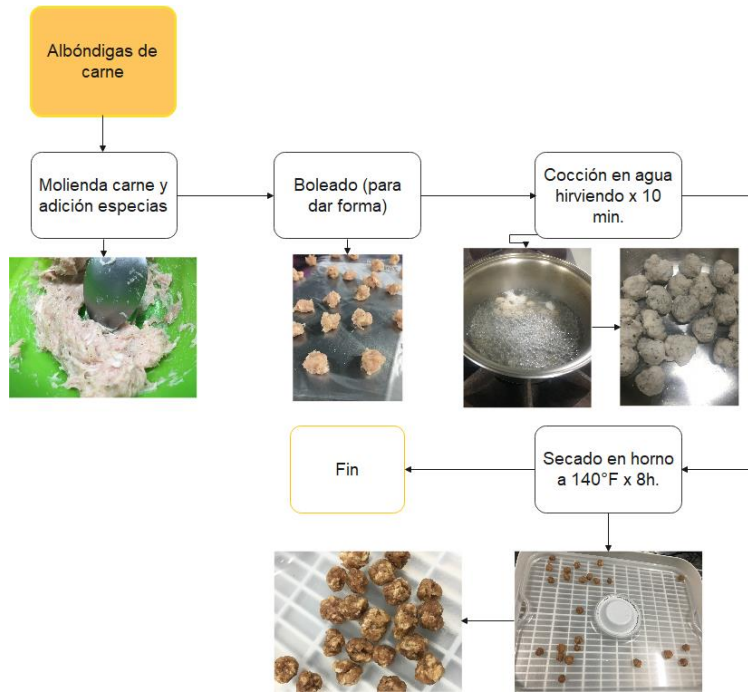 Albóndigas de
carne
Molienda carne y
adición especias
Boleado (para
dar forma)
Cocción en agua
hirviendo x 10
min.
Secado en horno
a 140°F x 8h.
Fin